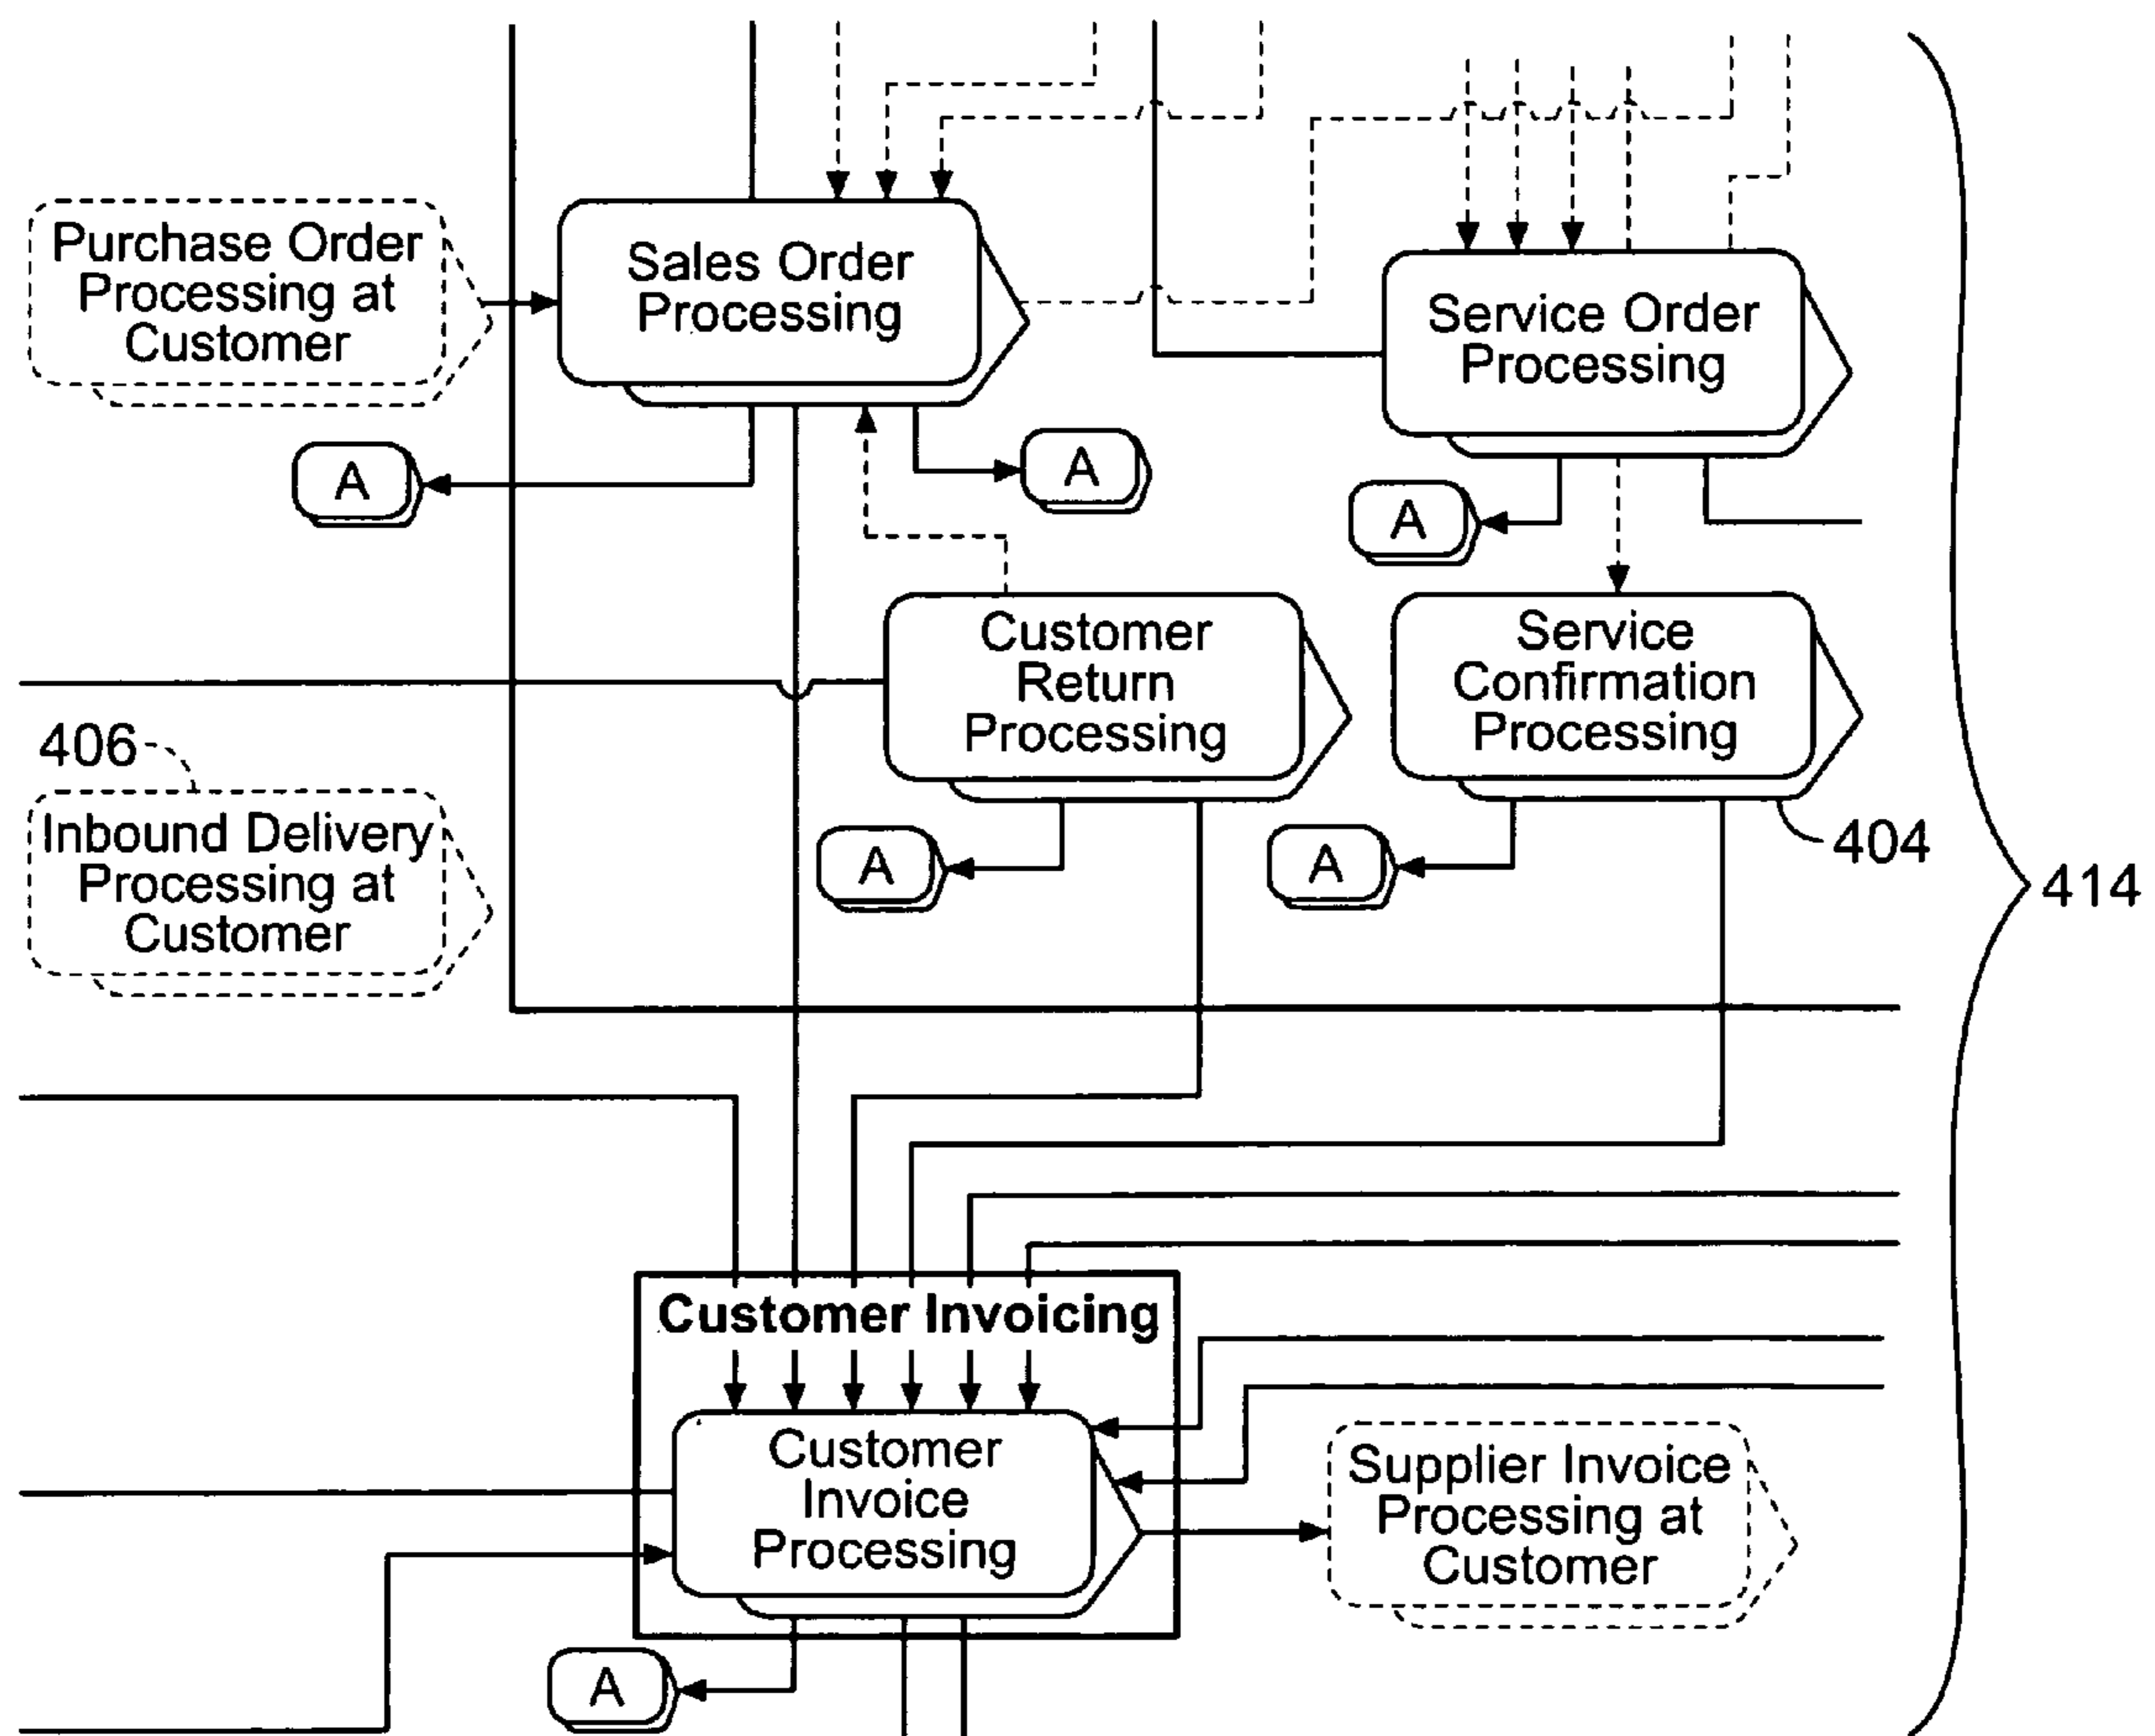 Purchase Order
Processing at
Customer
Sales Order
Processing
Service Order
Processing
A
A
A
Customer
Return
Processing
Service
Confirmation
Processing
406
Inbound Delivery
Processing at
Customer
A
A
404
414
Customer Invoicing
Customer
Invoice
Processing
Supplier Invoice
Processing at
Customer
A